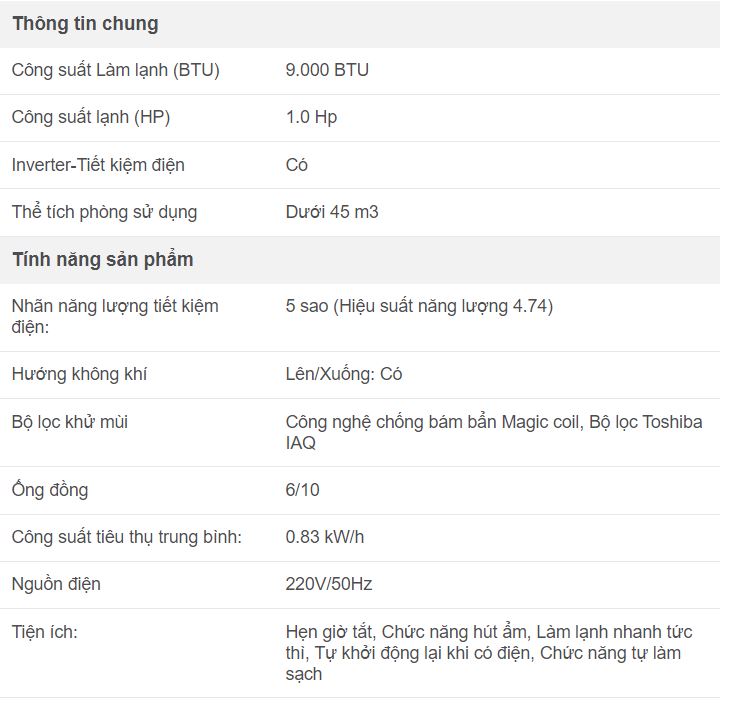 Thông tin chung
Công suất Làm lạnh (BTU) 9.000 BTU
Công suất lạnh (HP) 1.0 Hp
Inverter-Tiết kiệm điện Có
Thể tích phòng sử dụng Dưới 45 m3
Tính năng sản phẩm
Nhãn năng lượng tiết kiệm điện: 5 sao (Hiệu suất năng lượng 4.74)
Hướng không khí Lên/Xuống: Có
Bộ lọc khử mùi Công nghệ chống bám bẩn Magic coil, Bộ lọc Toshiba
IAQ
Ống đồng 6/10
Công suất tiêu thụ trung bình: 0.83 kW/h
Nguồn điện 220V/50Hz
Tiện ích: Hẹn giờ tắt, Chức năng hút ẩm, Làm lạnh nhanh tức
thì, Tự khởi động lại khi có điện, Chức năng tự làm
sạch